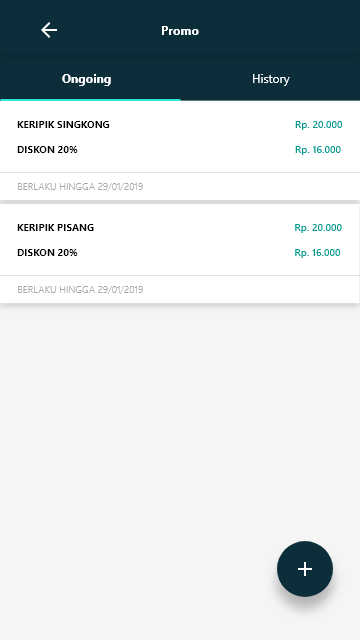 Promo
Ongoing History
KERIPIK SINGKONG Rp. 20.000
DISKON 20% Rp. 16.000
BERLAKU HINGGA 29/01/2019
KERIPIK PISANG Rp. 20.000
DISKON 20% Rp. 16.000
BERLAKU HINGGA 29/01/2019